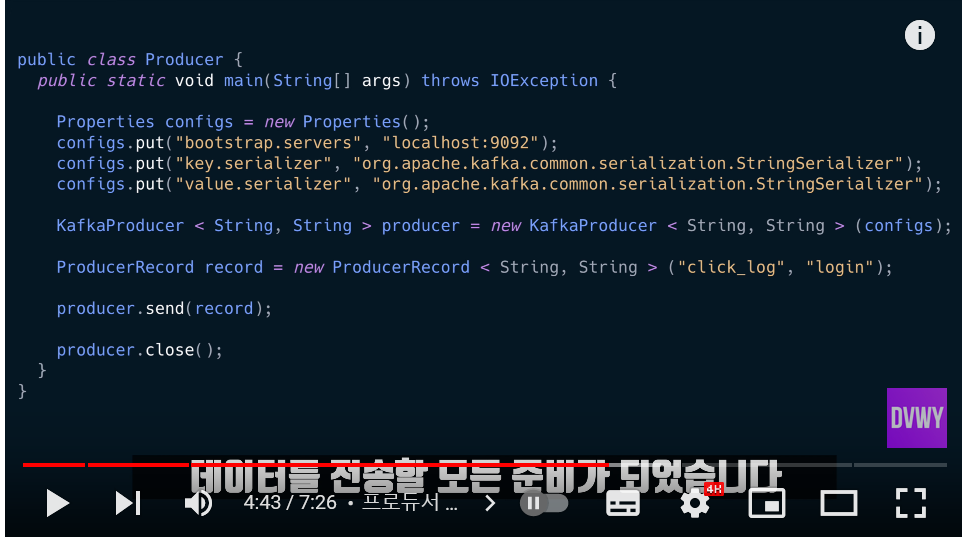 public class Producer {
public static void main(String[] args) throws IOException {
Properties configs = new Properties();
configs.put("bootstrap.servers", "localhost:9092");
configs.put("key.serializer", "org.apache.kafka.common.serialization.StringSerializer");
configs.put("value.serializer", "org.apache.kafka.common.serialization.StringSerializer");
KafkaProducer < String, String > producer = new KafkaProducer < String, String > (configs);
ProducerRecord record = new ProducerRecord < String, String > ("click_log", "login");
producer.send(record);
producer.close();
}
}
DVWY
데이터를 전송할 모든 준비가 되었습니다
4:43 / 7:26 • 프로듀서 ...
4K